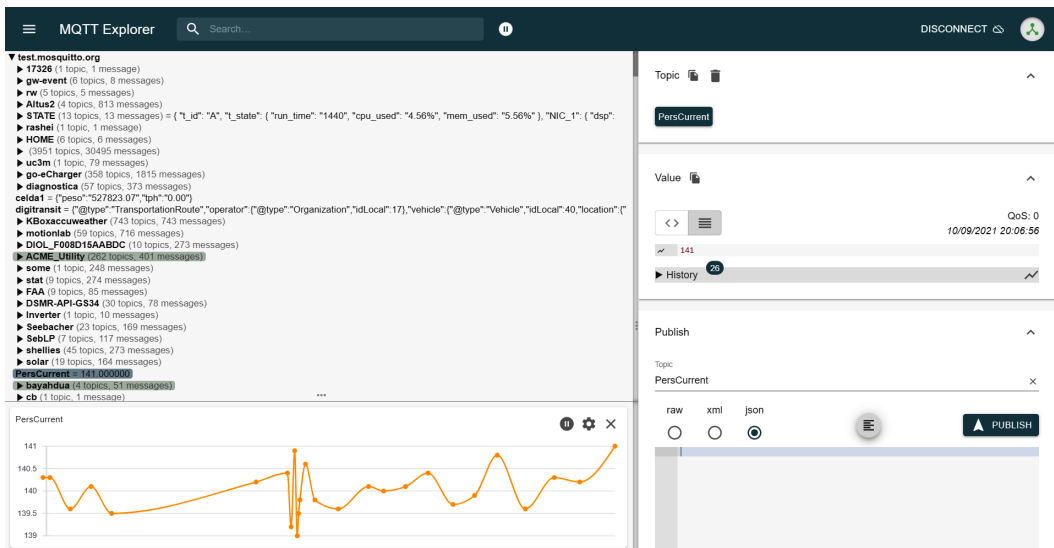 MQTT Explorer
Search...
DISCONNECT
▼ test.mosquitto.org
▶ 17326 (1 topic, 1 message)
▶ gw-event (6 topics, 8 messages)
▶ rw (5 topics, 5 messages)
▶ Altus2 (4 topics, 813 messages)
▶ STATE (13 topics, 13 messages) = { "t_id": "A", "t_state": { "run_time": "1440", "cpu_used": "4.56%", "mem_used": "5.56%" }, "NIC_1": { "dsp":
▶ rashei (1 topic, 1 message)
▶ HOME (6 topics, 6 messages)
▶ (3951 topics, 30495 messages)
▶ uc3m (1 topic, 79 messages)
▶ go-eCharger (358 topics, 1815 messages)
▶ diagnostica (57 topics, 373 messages)
celda1 = {"peso":"527823.07","tph":"0.00"}
digitransit = {"@type":"TransportationRoute","operator":{"@type":"Organization","idLocal":17},"vehicle":{"@type":"Vehicle","idLocal":40,"location":{"
▶ KBoxaccuweather (743 topics, 743 messages)
▶ motionlab (59 topics, 716 messages)
▶ DIOL_F008D15AABDC (10 topics, 273 messages)
▶ ACME_Utility (262 topics, 401 messages)
▶ some (1 topic, 248 messages)
▶ stat (9 topics, 274 messages)
▶ FAA (9 topics, 85 messages)
▶ DSMR-API-GS34 (30 topics, 78 messages)
▶ Inverter (1 topic, 10 messages)
▶ Seebacher (23 topics, 169 messages)
▶ SebLP (7 topics, 117 messages)
▶ shellies (45 topics, 273 messages)
▶ solar (19 topics, 164 messages)
PersCurrent = 141.000000
▶ bayahdua (4 topics, 51 messages)
▶ cb (1 topic, 1 message)
PersCurrent
141
140.5
140
139.5
139
Topic
PersCurrent
Value
QoS: 0
10/09/2021 20:06:56
141
▶ History 26
Publish
Topic
PersCurrent
raw xml json
PUBLISH